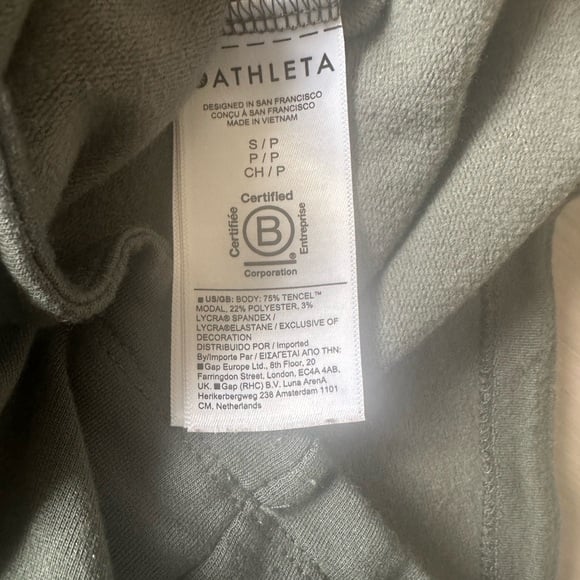 ATHLETA
DESIGNED IN SAN FRANCISCO
CONÇU À SAN FRANCISCO
MADE IN VIETNAM
S / P
P / P
CH / P
Certified
Certifiée
B
Entreprise
Corporation
■ US/GB: BODY: 75% TENCEL™
MODAL, 22% POLYESTER, 3%
LYCRA® SPANDEX /
LYCRA®ELASTANE / EXCLUSIVE OF
DECORATION
DISTRIBUIDO POR / Imported
By/Importe Par / ΕΙΣΑΓΕΤΑΙ ΑΠΟ ΤΗΝ:
■ Gap Europe Ltd., 8th Floor, 20
Farringdon Street, London, EC4A 4AB,
UK. ■ Gap (RHC) B.V. Luna ArenA
Herikerbergweg 238 Amsterdam 1101
CM, Netherlands